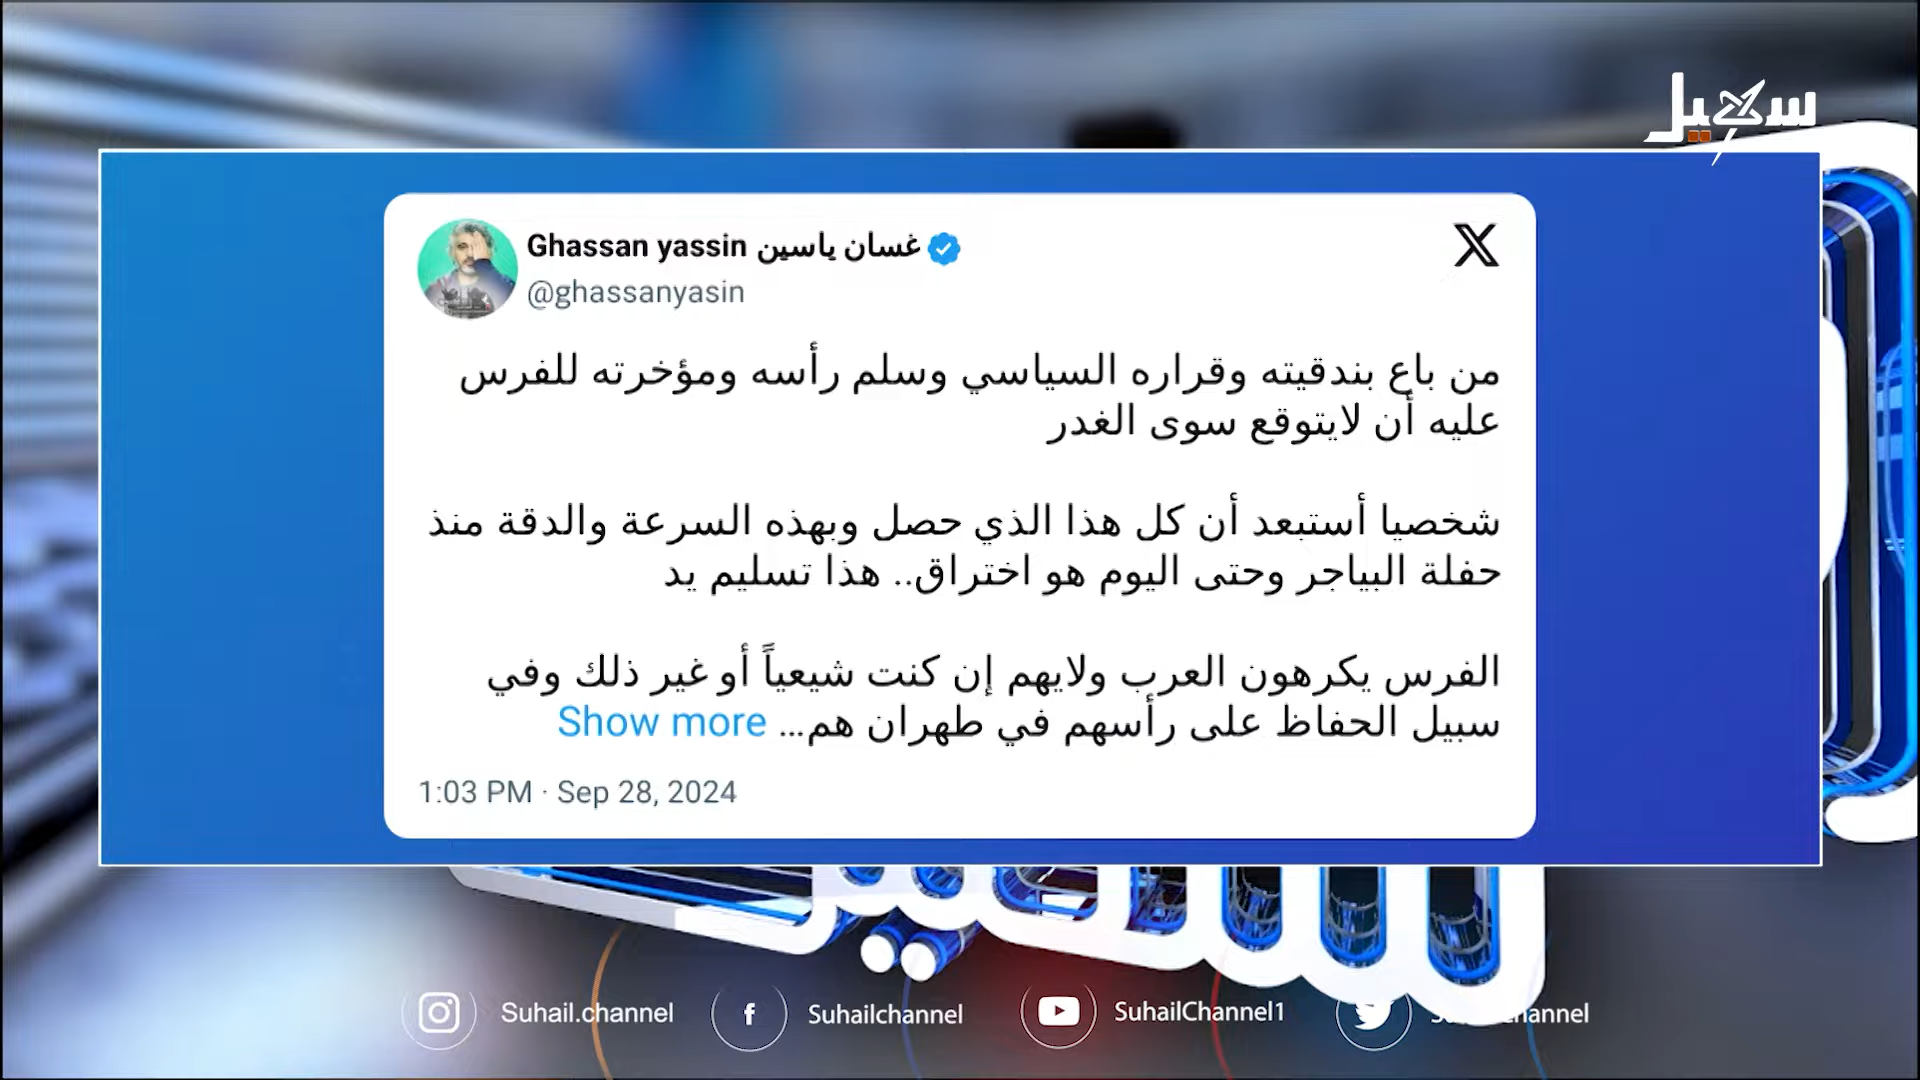 سهيل
Ghassan yassin غسان ياسين
@ghassanyasin
من باع بندقيته وقراره السياسي وسلم رأسه ومؤخرته للفرس
عليه أن لايتوقع سوى الغدر
شخصيا أستبعد أن كل هذا الذي حصل وبهذه السرعة والدقة منذ
حفلة البياجر وحتى اليوم هو اختراق.. هذا تسليم يد
الفرس يكرهون العرب ولايهم إن كنت شيعياً أو غير ذلك وفي
سبيل الحفاظ على رأسهم في طهران هم... Show more
1:03 PM · Sep 28, 2024
Suhail.channel
Suhailchannel
SuhailChannel1